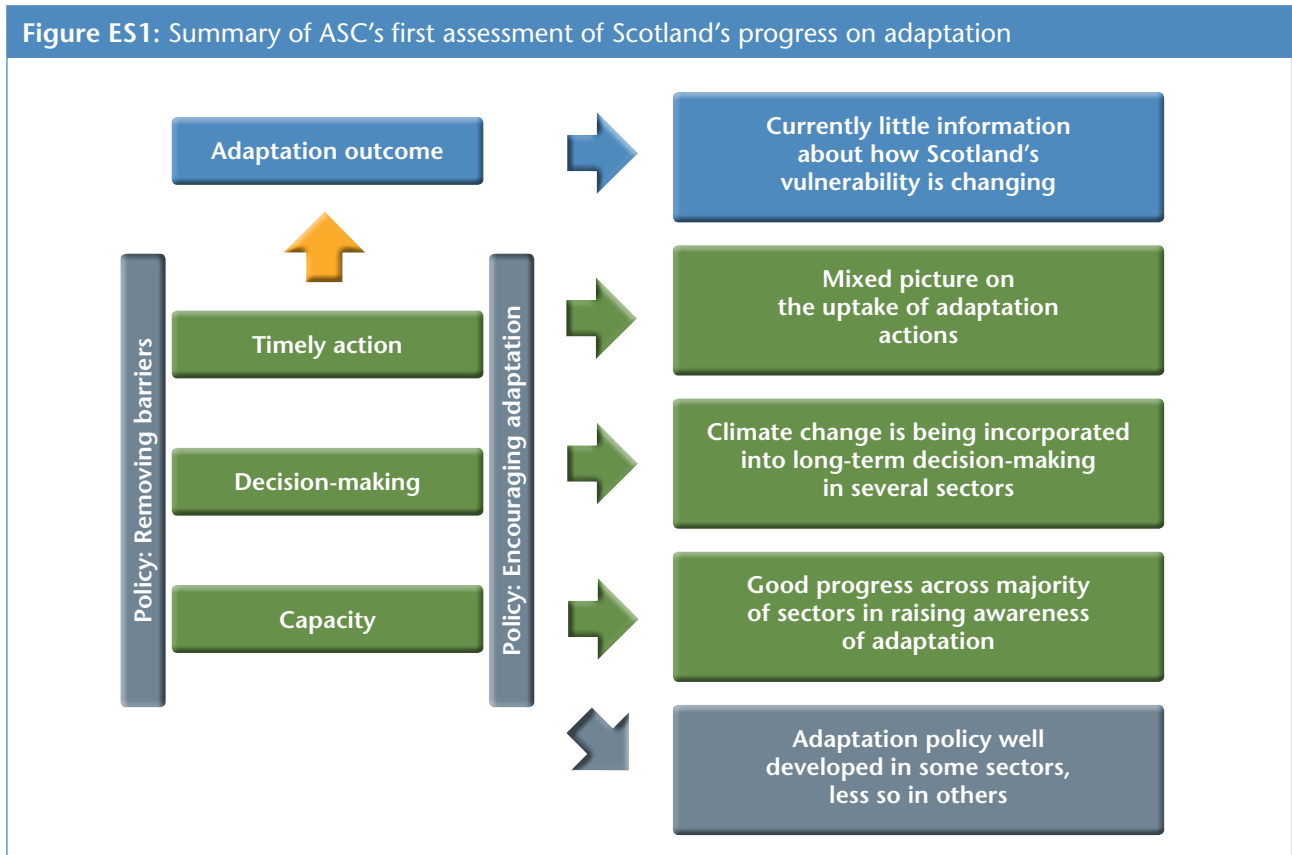 Figure ES1: Summary of ASC's first assessment of Scotland's progress on adaptation
Adaptation outcome
Currently little information
about how Scotland's
vulnerability is changing
Policy: Removing barriers
Timely action
Decision-making
Capacity
Policy: Encouraging adaptation
Mixed picture on
the uptake of adaptation
actions
Climate change is being incorporated
into long-term decision-making
in several sectors
Good progress across majority
of sectors in raising awareness
of adaptation
Adaptation policy well
developed in some sectors,
less so in others